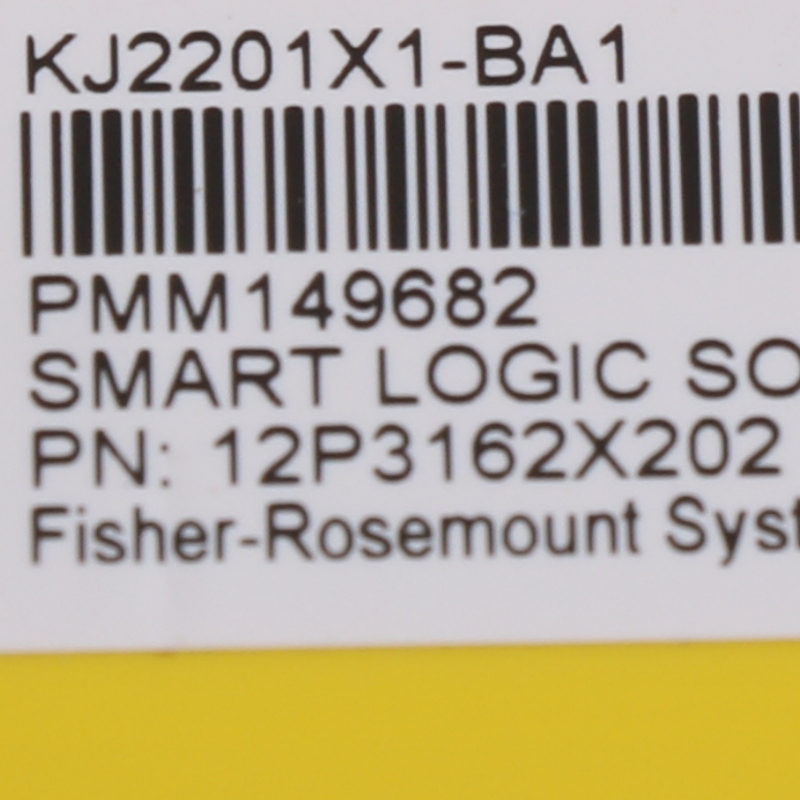 KJ2201X1-BA1
PMM149682
SMART LOGIC SO
PN: 12P3162X202
Fisher-Rosemount Syst